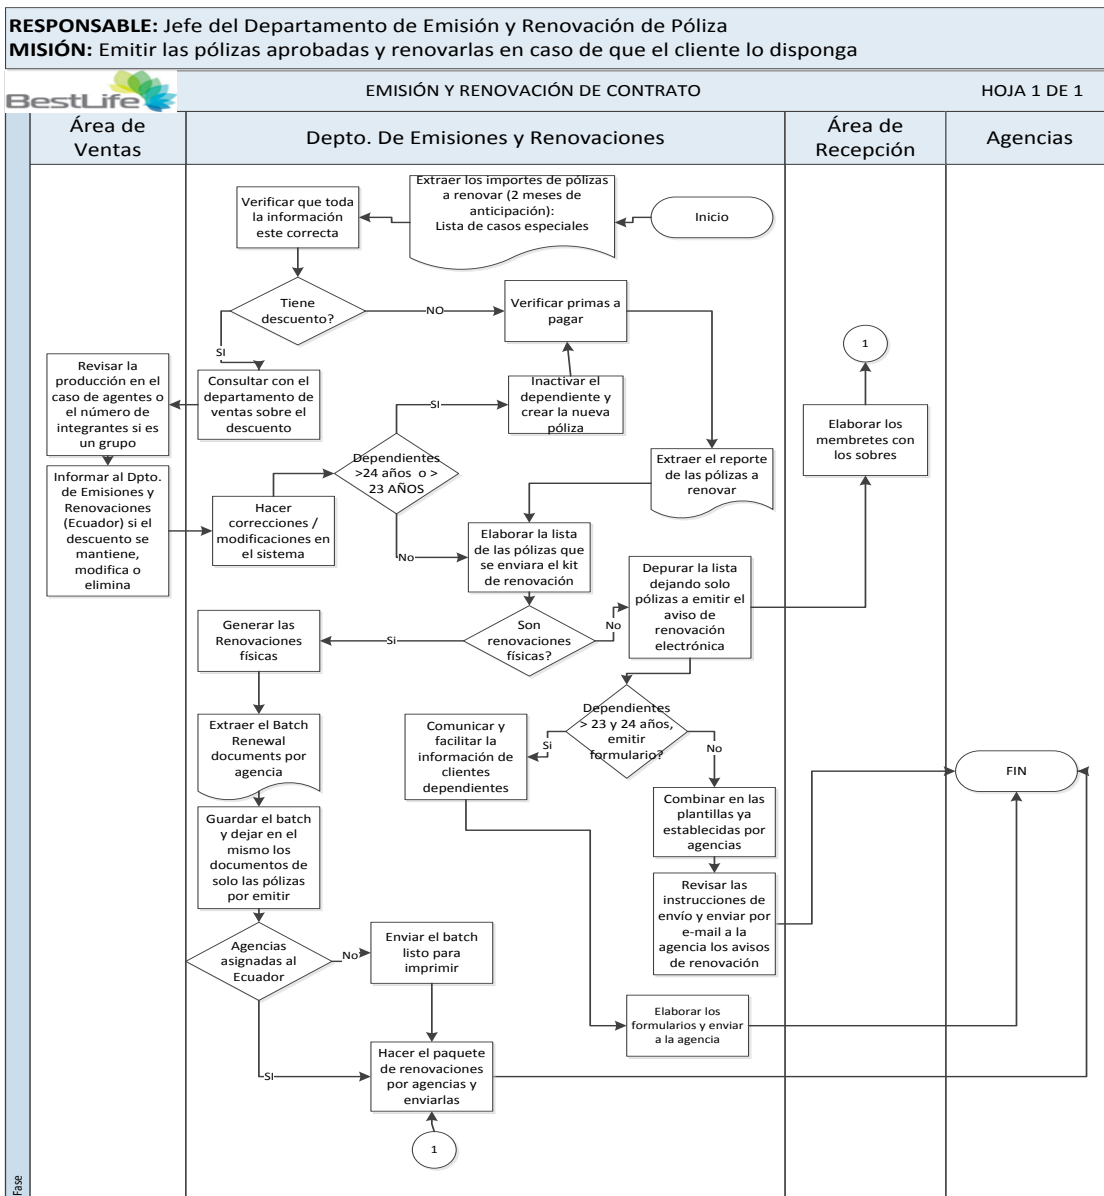 RESPONSABLE: Jefe del Departamento de Emisión y Renovación de Póliza
MISIÓN: Emitir las pólizas aprobadas y renovarlas en caso de que el cliente lo disponga
BestLife
EMISIÓN Y RENOVACIÓN DE CONTRATO
HOJA 1 DE 1
Área de
Ventas
Depto. De Emisiones y Renovaciones
Área de
Recepción
Agencias
Inicio
Extraer los importes de pólizas
a renovar (2 meses de
anticipación):
Lista de casos especiales
Verificar que toda
la información
este correcta
Tiene
descuento?
NO
SI
Verificar primas a
pagar
Consultar con el
departamento de
ventas sobre el
descuento
Revisar la
producción en el
caso de agentes o
el número de
integrantes si es
un grupo
Informar al Dpto.
de Emisiones y
Renovaciones
(Ecuador) si el
descuento se
mantiene,
modifica o
elimina
Hacer
correcciones /
modificaciones en
el sistema
Dependientes
>24 años o >
23 AÑOS
SI
No
Inactivar el
dependiente y
crear la nueva
póliza
Extraer el reporte
de las pólizas a
renovar
Elaborar la lista
de las pólizas que
se enviara el kit
de renovación
Son
renovaciones
físicas?
Si
No
Depurar la lista
dejando solo
pólizas a emitir el
aviso de
renovación
electrónica
Elaborar los
membretes con
los sobres
1
Generar las
Renovaciones
físicas
Extraer el Batch
Renewal
documents por
agencia
Guardar el batch
y dejar en el
mismo los
documentos de
solo las pólizas
por emitir
Agencias
asignadas al
Ecuador
No
SI
Enviar el batch
listo para
imprimir
Hacer el paquete
de renovaciones
por agencias y
enviarlas
1
Dependientes
> 23 y 24 años,
emitir
formulario?
Si
No
Comunicar y
facilitar la
información de
clientes
dependientes
Combinar en las
plantillas ya
establecidas por
agencias
Revisar las
instrucciones de
envío y enviar por
e-mail a la
agencia los avisos
de renovación
Elaborar los
formularios y enviar
a la agencia
FIN
Fase